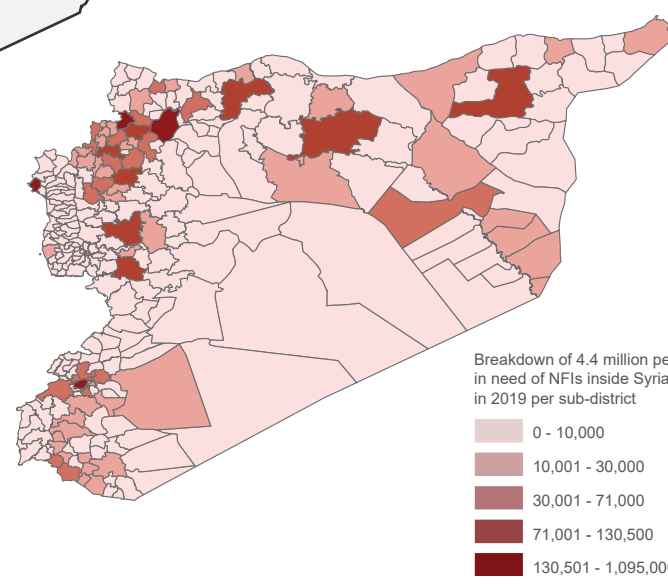 Breakdown of 4.4 million pe
in need of NFIs inside Syria
in 2019 per sub-district
0 - 10,000
10,001 - 30,000
30,001 - 71,000
71,001 - 130,500
130,501 - 1,095,00